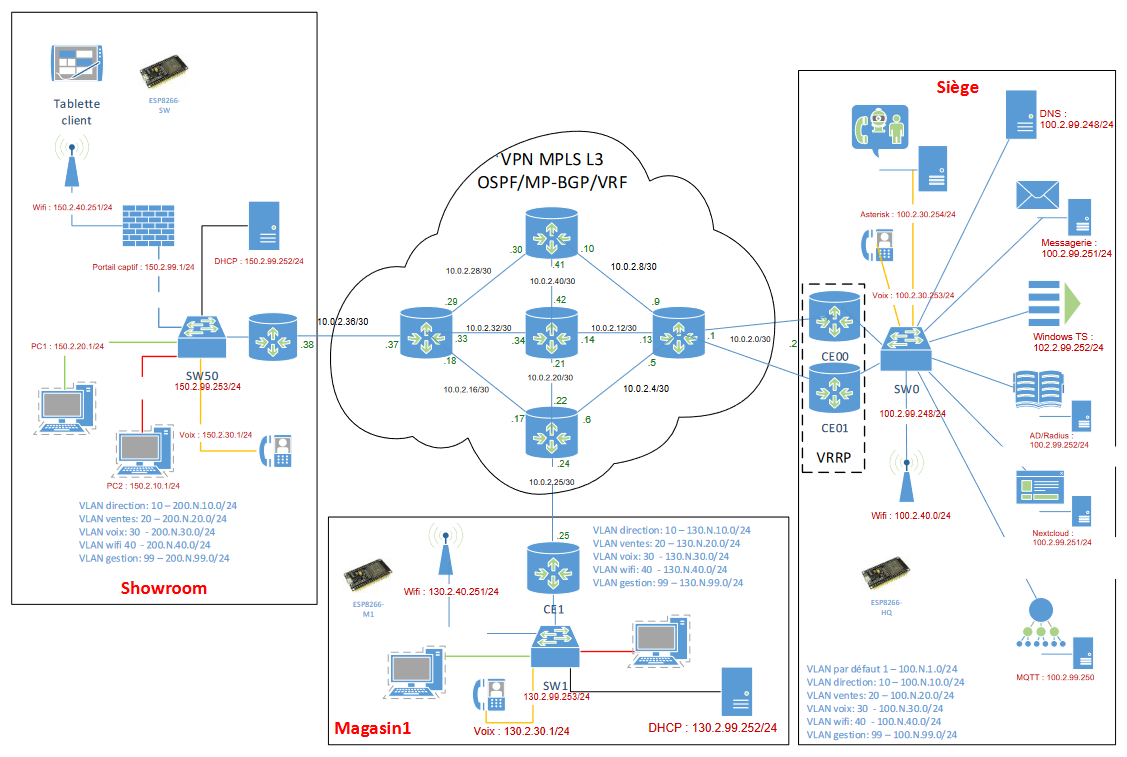 Tablette
client
ESP8266-
SW
Wifi : 150.2.40.251/24
Portail captif : 150.2.99.1/24
DHCP : 150.2.99.252/24
PC1 : 150.2.20.1/24
SW50
150.2.99.253/24
Voix : 150.2.30.1/24
PC2 : 150.2.10.1/24
VLAN direction: 10 – 200.N.10.0/24
VLAN ventes: 20 – 200.N.20.0/24
VLAN voix: 30 - 200.N.30.0/24
VLAN wifi 40 - 200.N.40.0/24
VLAN gestion: 99 – 200.N.99.0/24
Showroom
VPN MPLS L3
OSPF/MP-BGP/VRF
.30
.10
10.0.2.28/30
.41
10.0.2.8/30
10.0.2.40/30
.29
.42
.9
10.0.2.36/30
.38
.37
.33
10.0.2.32/30
.34
.14
10.0.2.12/30
.13
.1
10.0.2.0/30
.2
.18
.21
.5
10.0.2.16/30
10.0.2.20/30
10.0.2.4/30
.22
.17
.6
.24
10.0.2.25/30
.25
CE1
VLAN direction: 10 – 130.N.10.0/24
VLAN ventes: 20 – 130.N.20.0/24
VLAN voix: 30 - 130.N.30.0/24
VLAN wifi: 40 - 130.N.40.0/24
VLAN gestion: 99 – 130.N.99.0/24
ESP8266-
M1
Wifi : 130.2.40.251/24
SW1
130.2.99.253/24
Voix : 130.2.30.1/24
DHCP : 130.2.99.252/24
Magasin1
Siège
DNS :
100.2.99.248/24
Asterisk : 100.2.30.254/24
Messagerie :
100.2.99.251/24
Voix : 100.2.30.253/24
Windows TS :
102.2.99.252/24
CE00
CE01
VRRP
SW0
100.2.99.248/24
AD/Radius :
100.2.99.252/24
Wifi : 100.2.40.0/24
Nextcloud :
100.2.99.251/24
ESP8266-
HQ
MQTT : 100.2.99.250
VLAN par défaut 1 – 100.N.1.0/24
VLAN direction: 10 – 100.N.10.0/24
VLAN ventes: 20 – 100.N.20.0/24
VLAN voix: 30 - 100.N.30.0/24
VLAN wifi: 40 - 100.N.40.0/24
VLAN gestion: 99 – 100.N.99.0/24